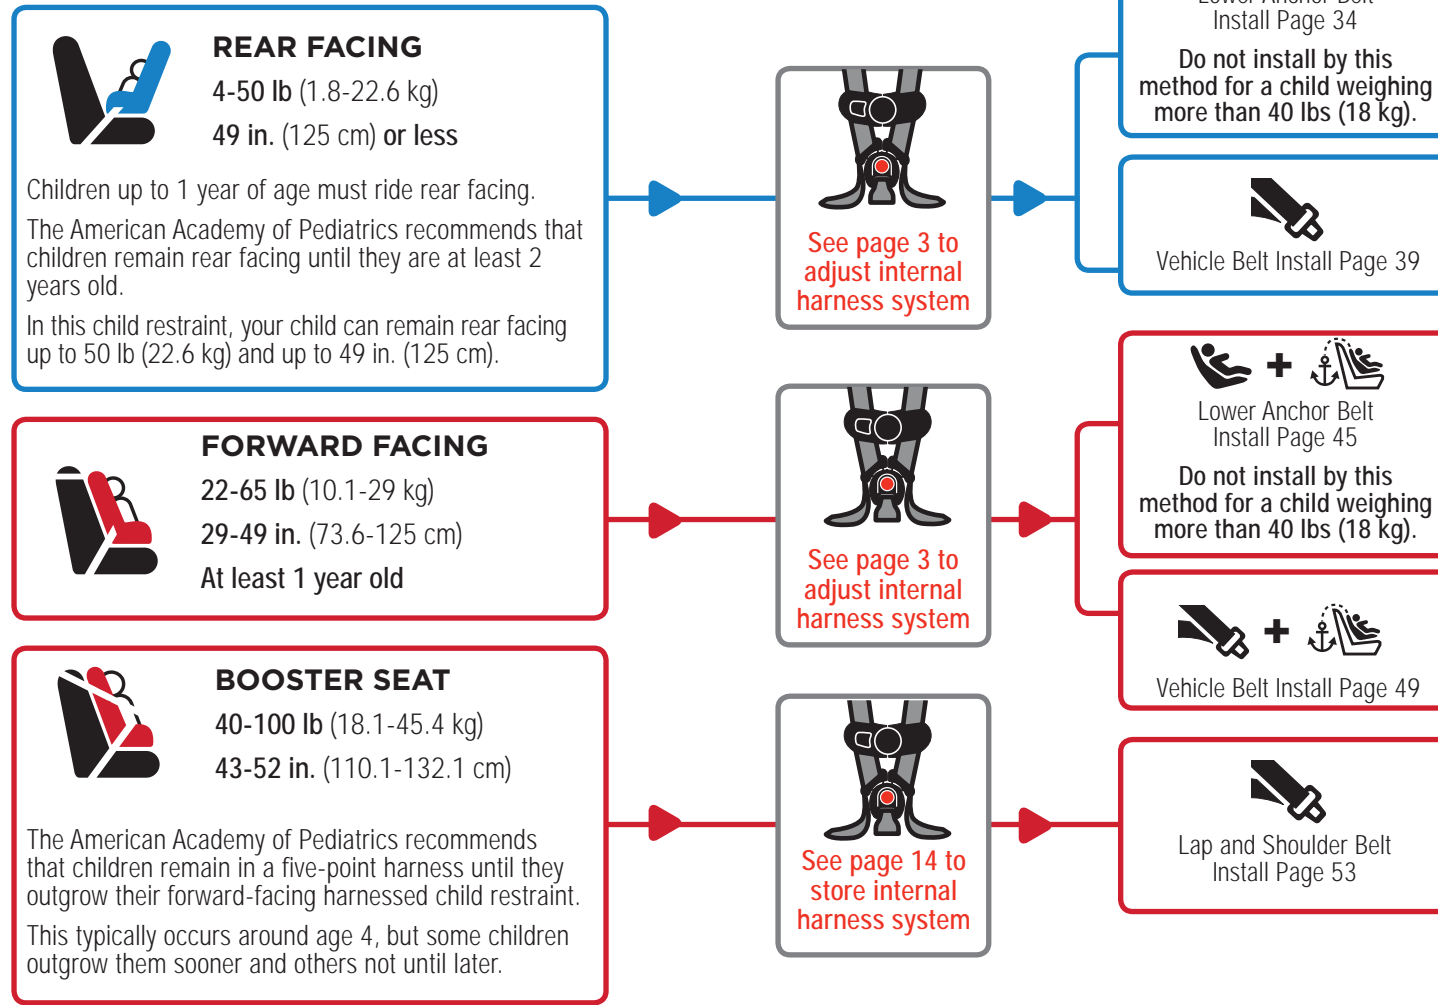 REAR FACING
4-50 lb (1.8-22.6 kg)
49 in. (125 cm) or less
Children up to 1 year of age must ride rear facing.
The American Academy of Pediatrics recommends that
children remain rear facing until they are at least 2
years old.
In this child restraint, your child can remain rear facing
up to 50 lb (22.6 kg) and up to 49 in. (125 cm).
See page 3 to
adjust internal
harness system
Lower Anchor Belt
Install Page 34
Do not install by this
method for a child weighing
more than 40 lbs (18 kg).
Vehicle Belt Install Page 39
FORWARD FACING
22-65 lb (10.1-29 kg)
29-49 in. (73.6-125 cm)
At least 1 year old
See page 3 to
adjust internal
harness system
Lower Anchor Belt
Install Page 45
Do not install by this
method for a child weighing
more than 40 lbs (18 kg).
Vehicle Belt Install Page 49
BOOSTER SEAT
40-100 lb (18.1-45.4 kg)
43-52 in. (110.1-132.1 cm)
The American Academy of Pediatrics recommends
that children remain in a five-point harness until they
outgrow their forward-facing harnessed child restraint.
This typically occurs around age 4, but some children
outgrow them sooner and others not until later.
See page 14 to
store internal
harness system
Lap and Shoulder Belt
Install Page 53